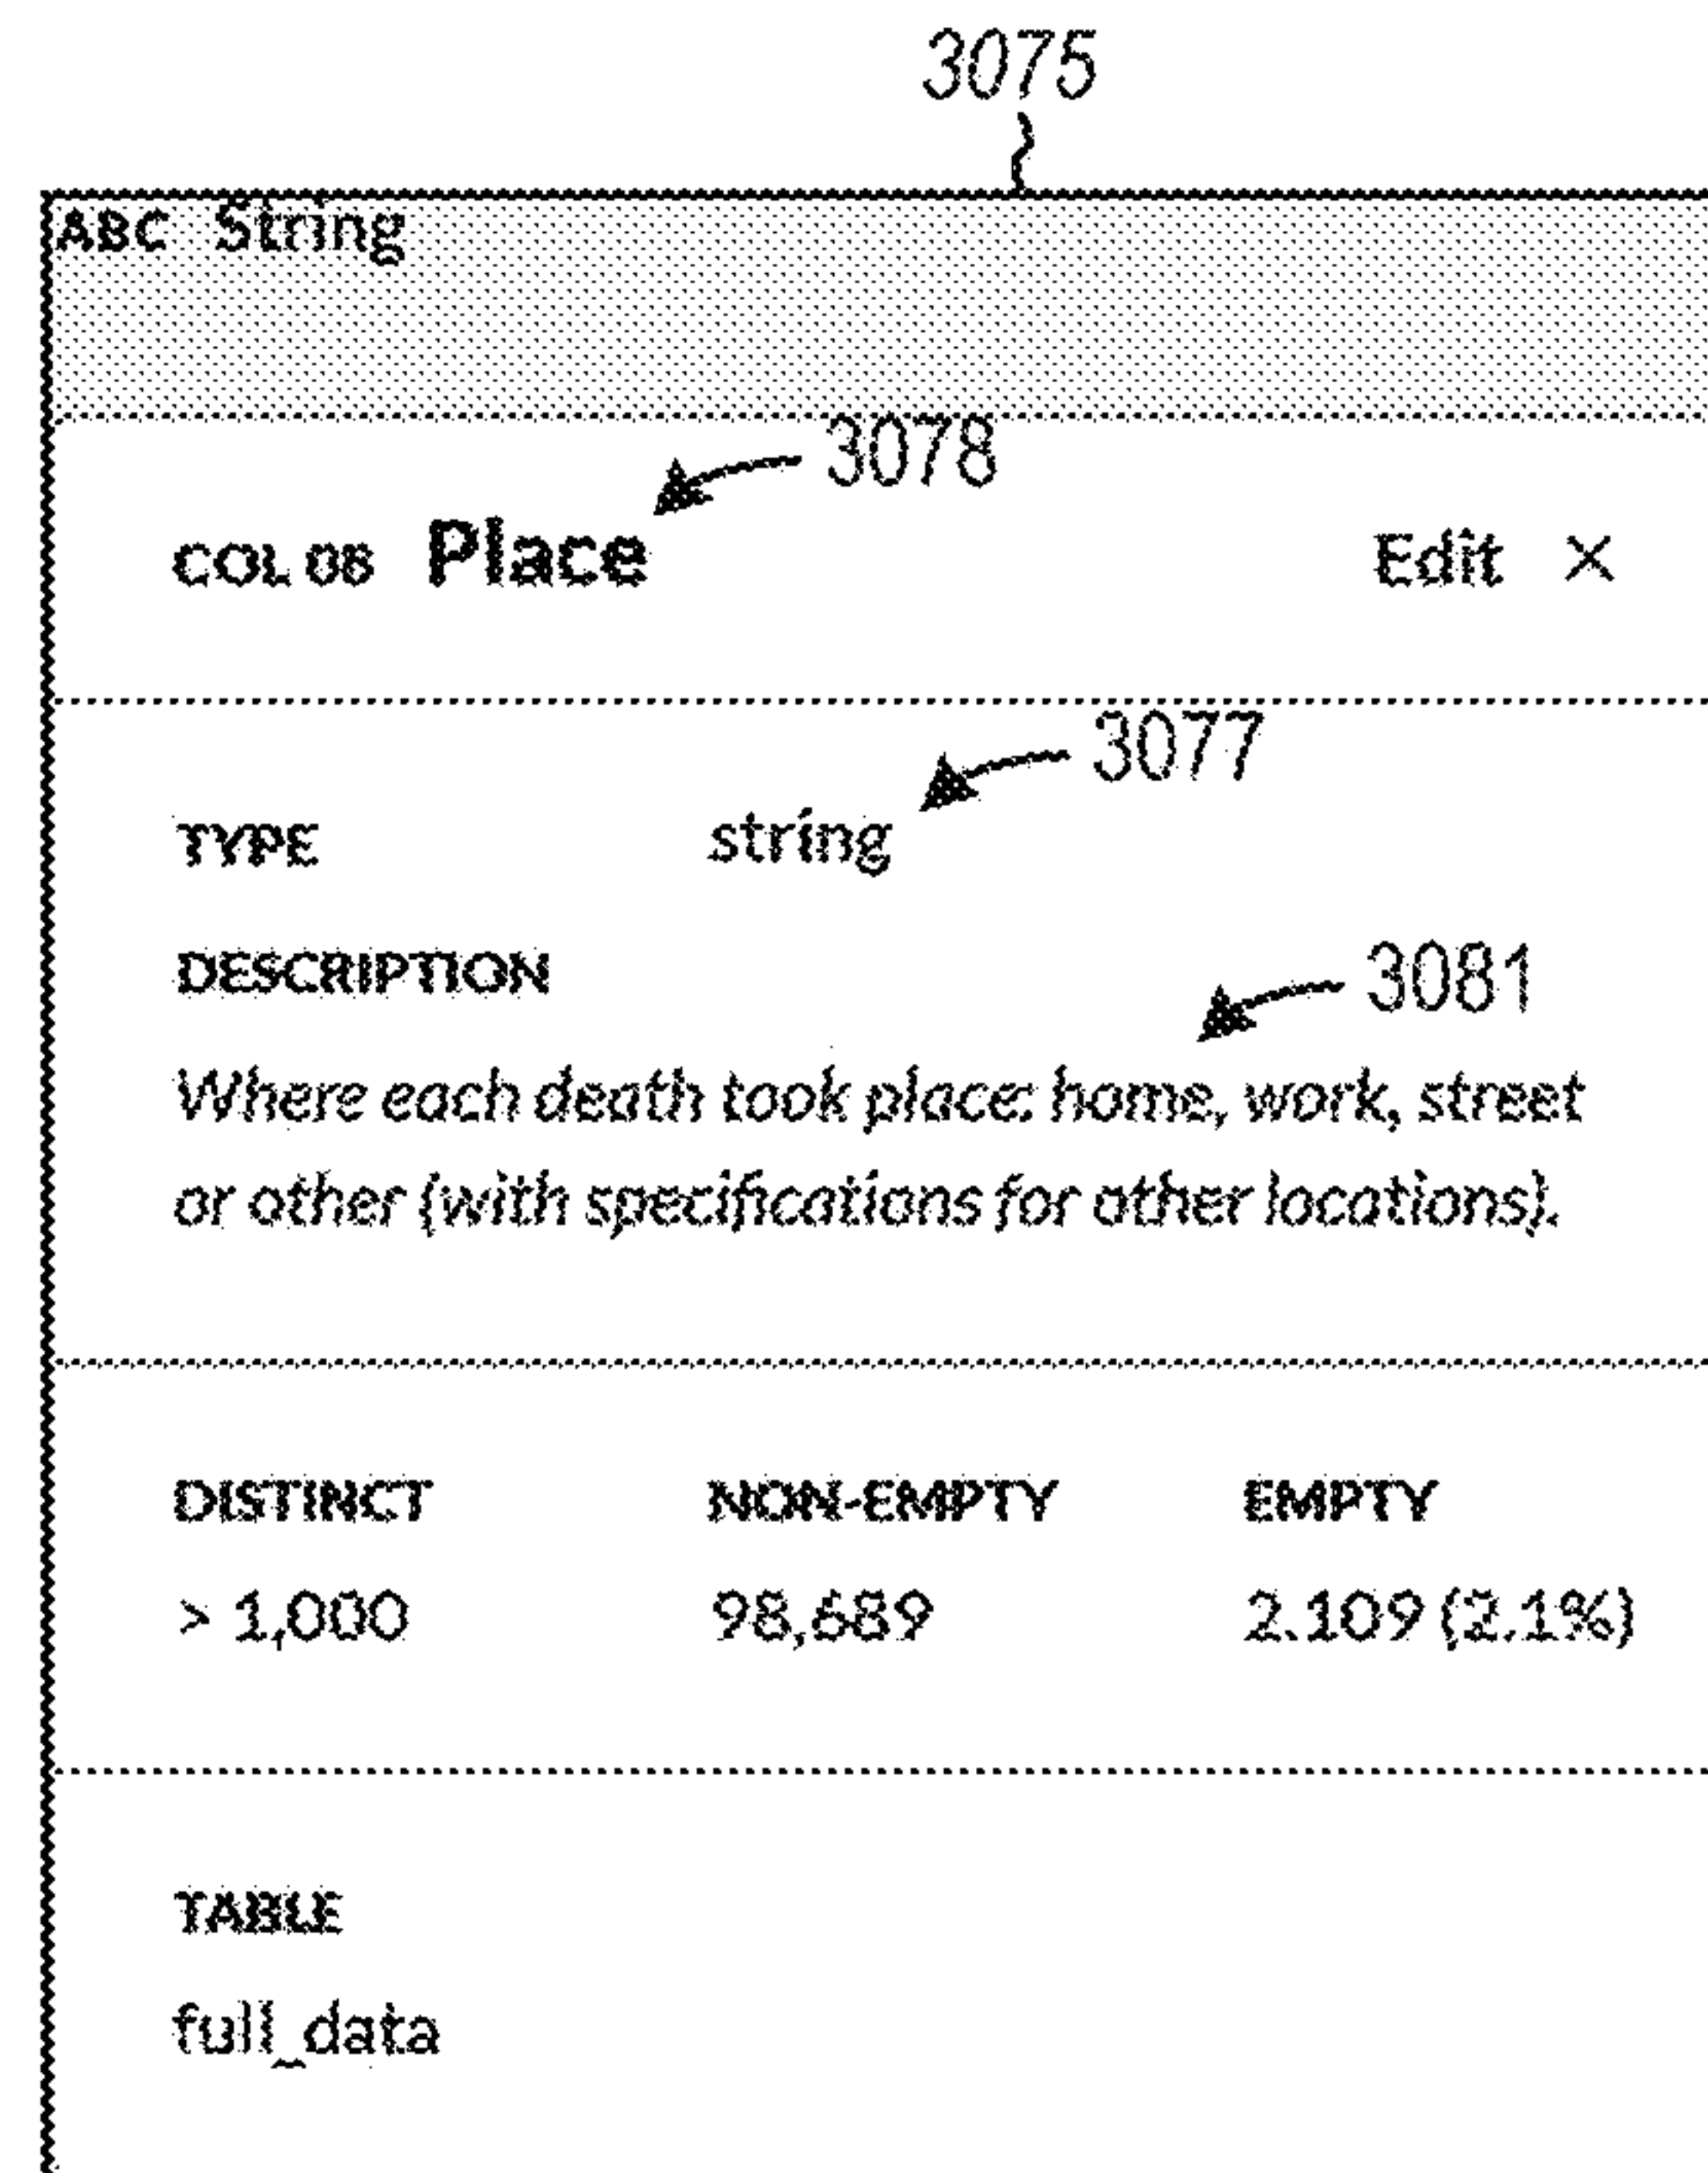 3075
ABC String
3078
COL 08 Place Edit ×
3077
TYPE string
DESCRIPTION
3081
Where each death took place: home, work, street
or other (with specifications for other locations).
DISTINCT NON-EMPTY EMPTY
> 1,000 98,689 2.109 (2.1%)
TABLE
full_data